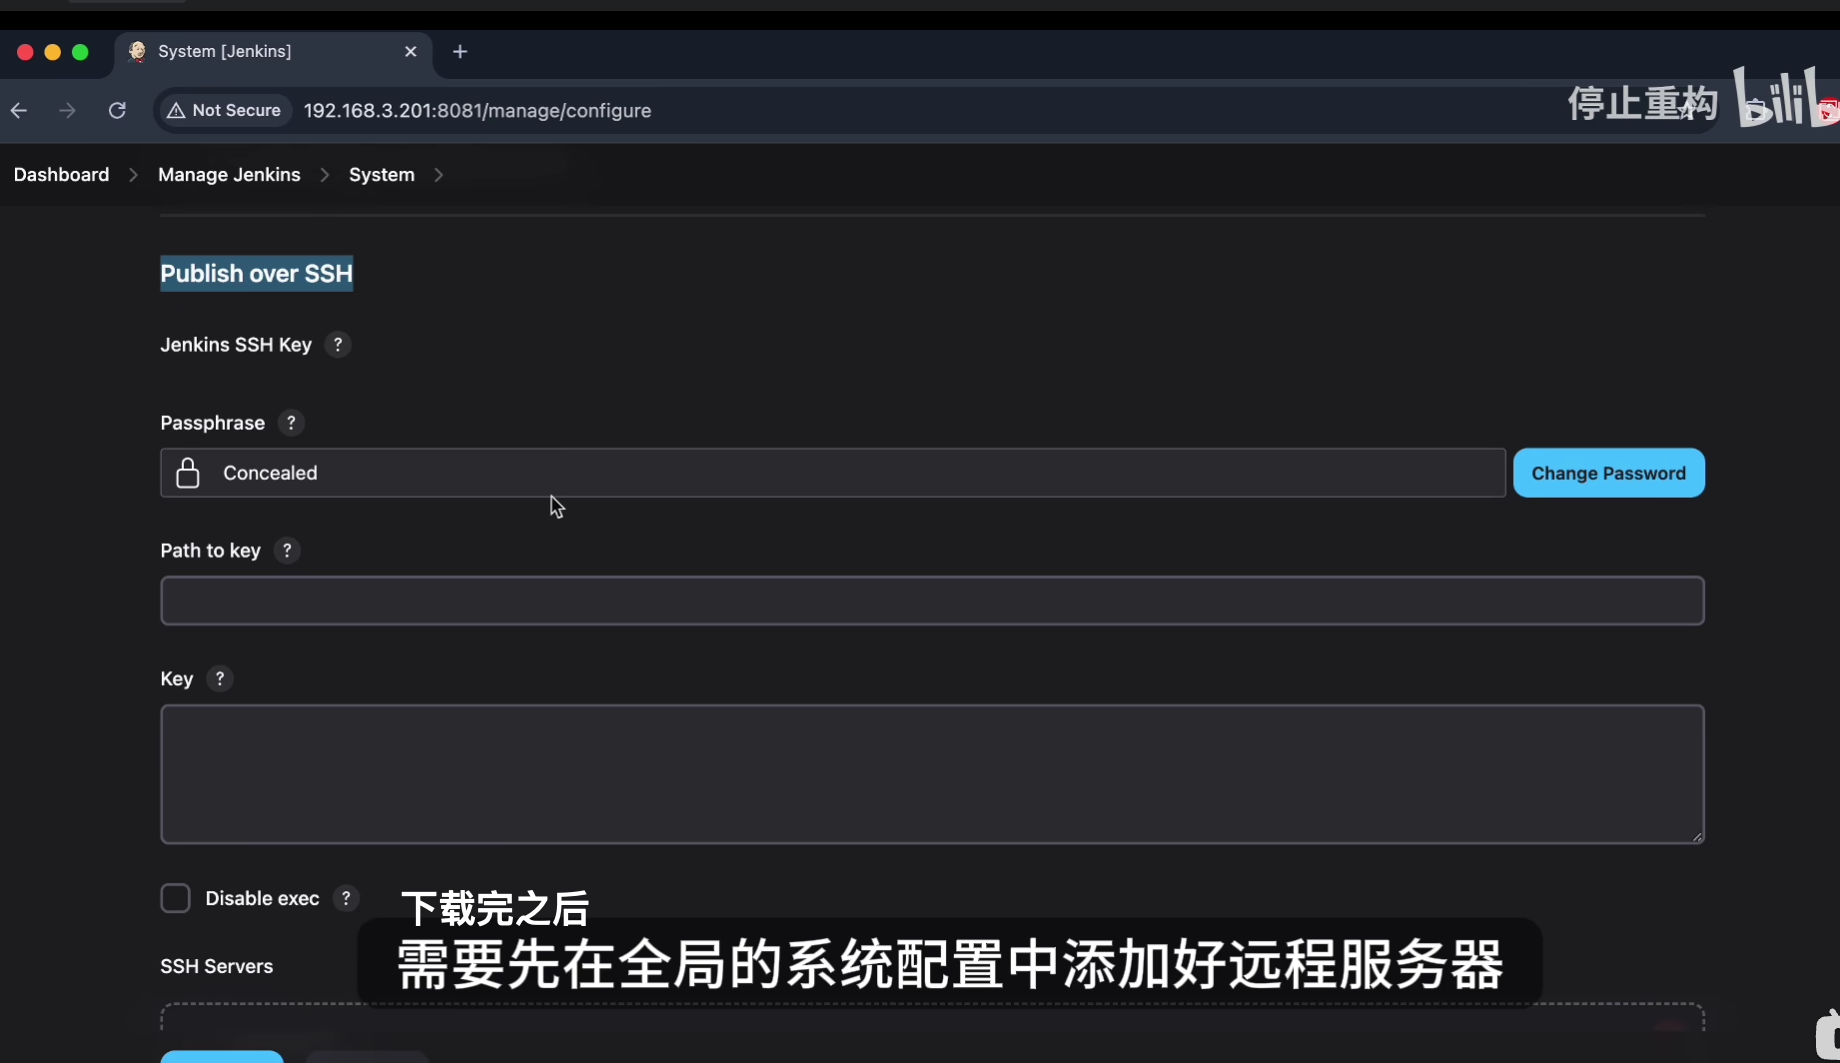 System [Jenkins]
Not Secure
192.168.3.201:8081/manage/configure
停止重构
bilib
Dashboard
Manage Jenkins
System
Publish over SSH
Jenkins SSH Key ?
Passphrase ?
Concealed
Change Password
Path to key ?
Key ?
Disable exec ?
下载完之后
SSH Servers
需要先在全局的系统配置中添加好远程服务器